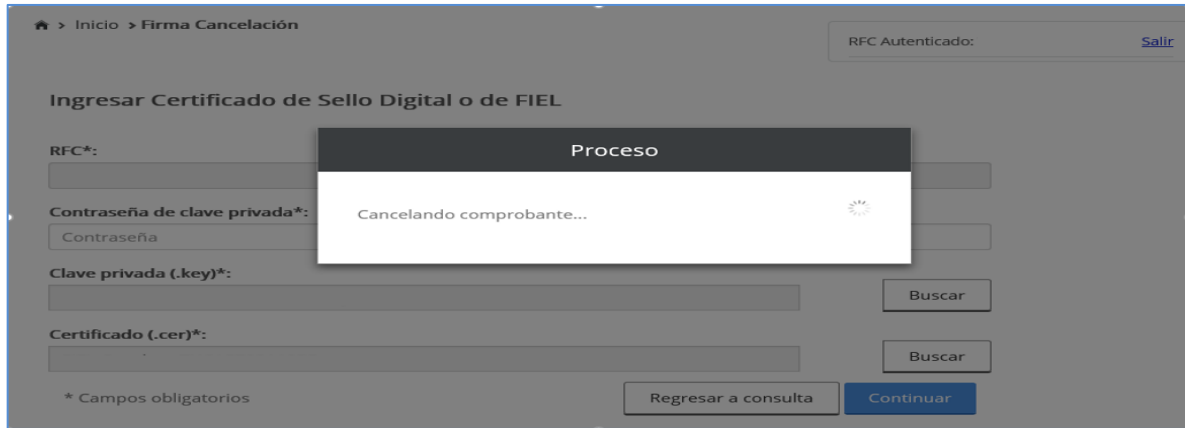 > Inicio > Firma Cancelación
RFC Autenticado: Salir
Ingresar Certificado de Sello Digital o de FIEL
Proceso
RFC*:
Cancelando comprobante...
Contraseña de clave privada*:
Contraseña
Clave privada (.key)*:
Buscar
Certificado (.cer)*:
Buscar
* Campos obligatorios
Regresar a consulta Continuar